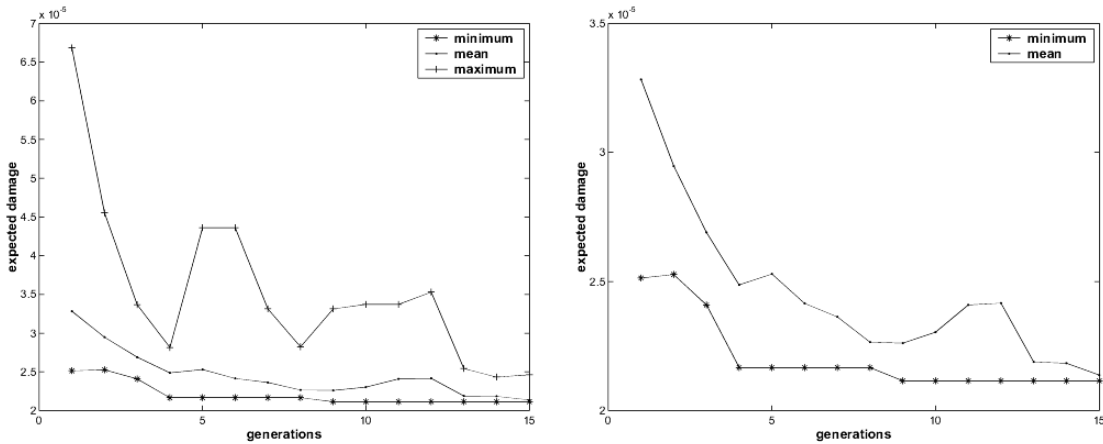 x 10^-5
7
6.5
6
5.5
5
4.5
4
3.5
3
2.5
2
0
5
10
15
expected damage
generations
minimum
mean
maximum
x 10^-5
3.5
3
2.5
2
0
5
10
15
expected damage
generations
minimum
mean